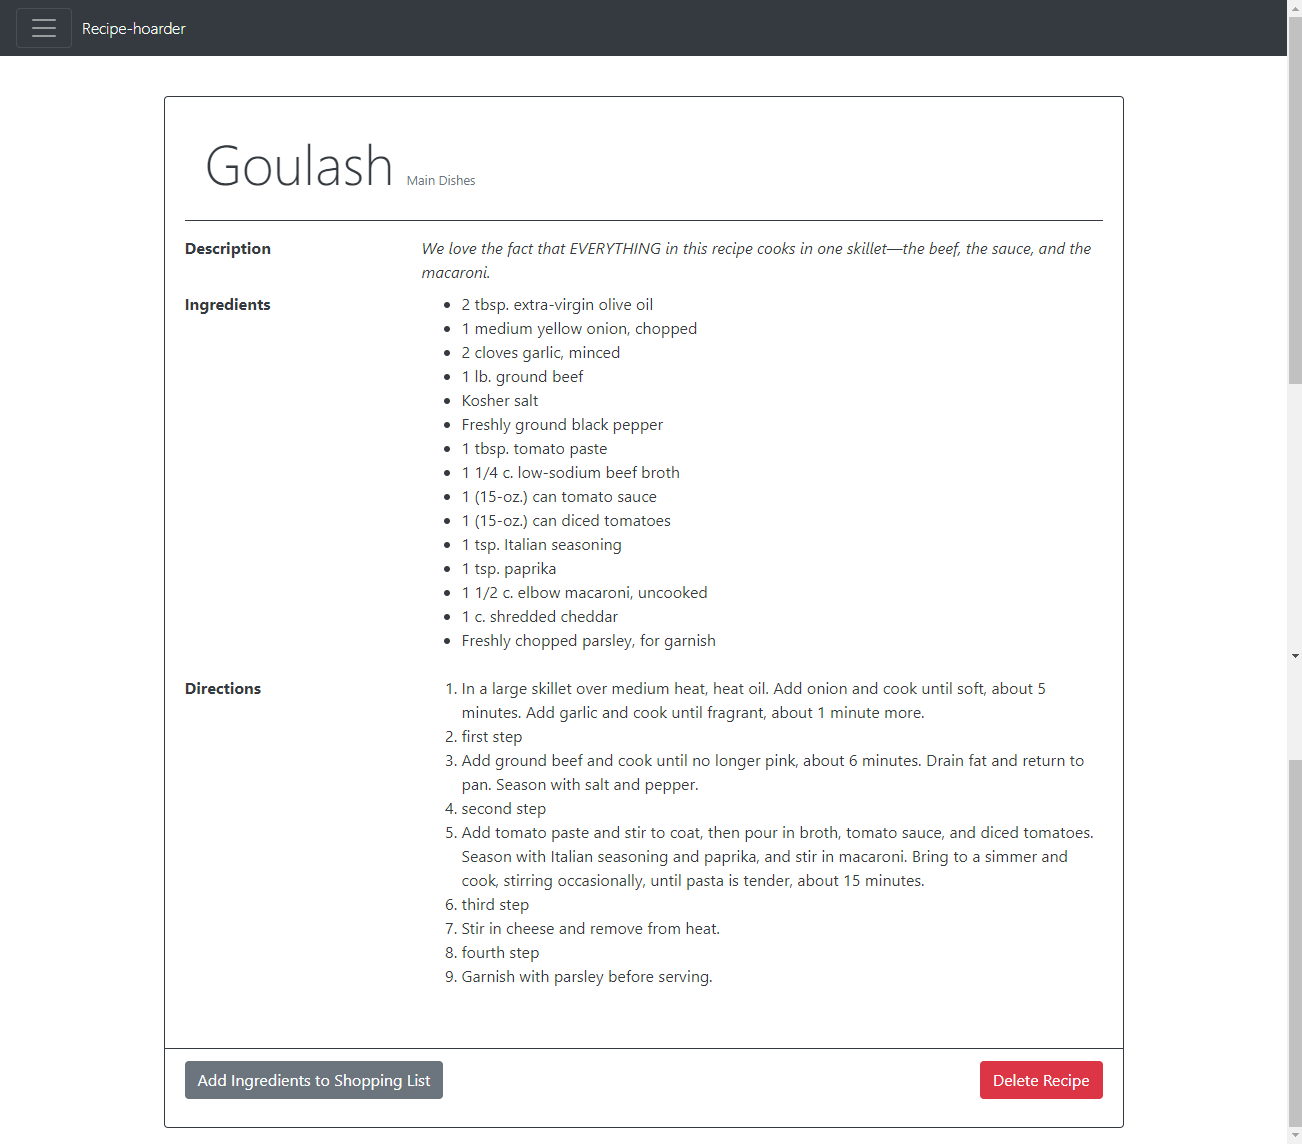 Recipe-hoarder
Goulash Main Dishes
Description
We love the fact that EVERYTHING in this recipe cooks in one skillet—the beef, the sauce, and the
macaroni.
Ingredients
• 2 tbsp. extra-virgin olive oil
• 1 medium yellow onion, chopped
• 2 cloves garlic, minced
• 1 lb. ground beef
• Kosher salt
• Freshly ground black pepper
• 1 tbsp. tomato paste
• 1 1/4 c. low-sodium beef broth
• 1 (15-oz.) can tomato sauce
• 1 (15-oz.) can diced tomatoes
• 1 tsp. Italian seasoning
• 1 tsp. paprika
• 1 1/2 c. elbow macaroni, uncooked
• 1 c. shredded cheddar
• Freshly chopped parsley, for garnish
Directions
1. In a large skillet over medium heat, heat oil. Add onion and cook until soft, about 5
minutes. Add garlic and cook until fragrant, about 1 minute more.
2. first step
3. Add ground beef and cook until no longer pink, about 6 minutes. Drain fat and return to
pan. Season with salt and pepper.
4. second step
5. Add tomato paste and stir to coat, then pour in broth, tomato sauce, and diced tomatoes.
Season with Italian seasoning and paprika, and stir in macaroni. Bring to a simmer and
cook, stirring occasionally, until pasta is tender, about 15 minutes.
6. third step
7. Stir in cheese and remove from heat.
8. fourth step
9. Garnish with parsley before serving.
Add Ingredients to Shopping List
Delete Recipe